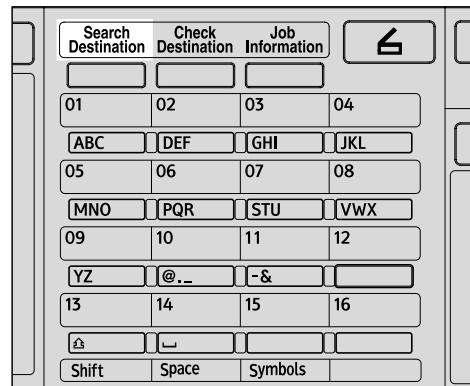 Search Destination Check Destination Job Information
01 02 03 04
ABC DEF GHI JKL
05 06 07 08
MNO PQR STU VWX
09 10 11 12
YZ @._ -&
13 14 15 16
Shift Space Symbols